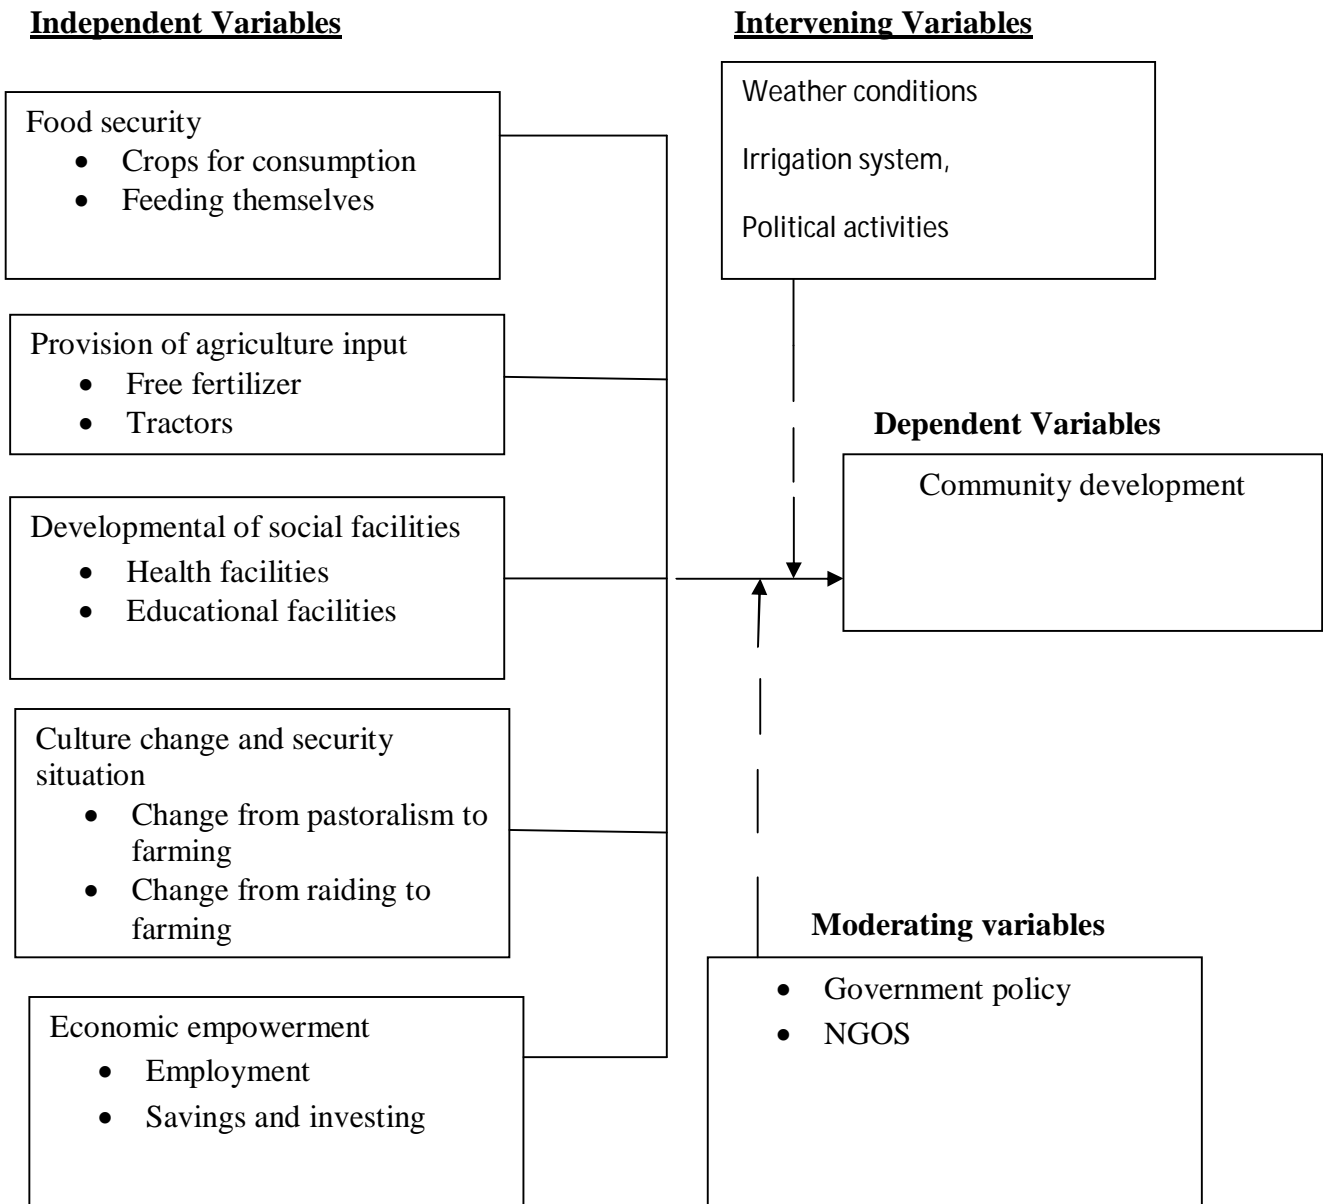 Independent Variables
Food security
• Crops for consumption
• Feeding themselves
Provision of agriculture input
• Free fertilizer
• Tractors
Developmental of social facilities
• Health facilities
• Educational facilities
Culture change and security
situation
• Change from pastoralism to
farming
• Change from raiding to
farming
Economic empowerment
• Employment
• Savings and investing
Intervening Variables
Weather conditions
Irrigation system,
Political activities
Dependent Variables
Community development
Moderating variables
• Government policy
• NGOS